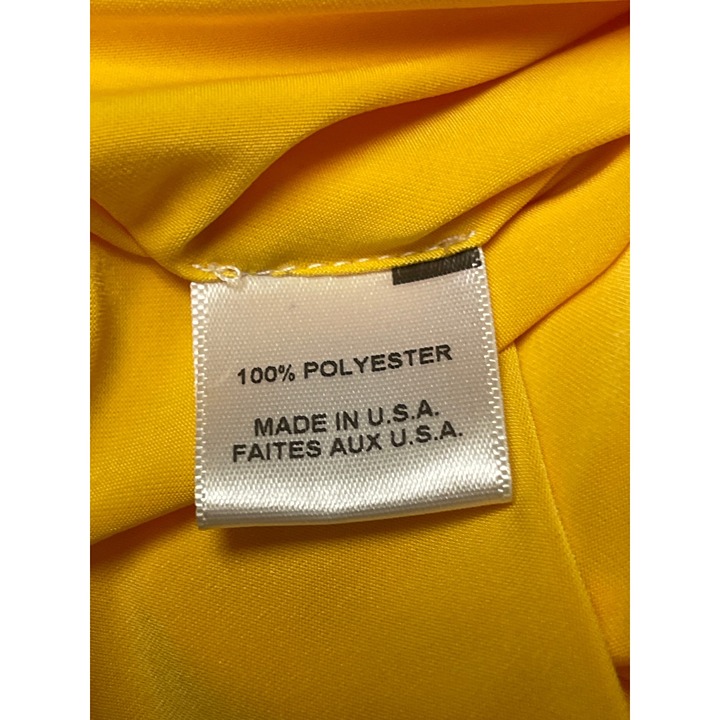 100% POLYESTER
MADE IN U.S.A.
FAITES AUX U.S.A.